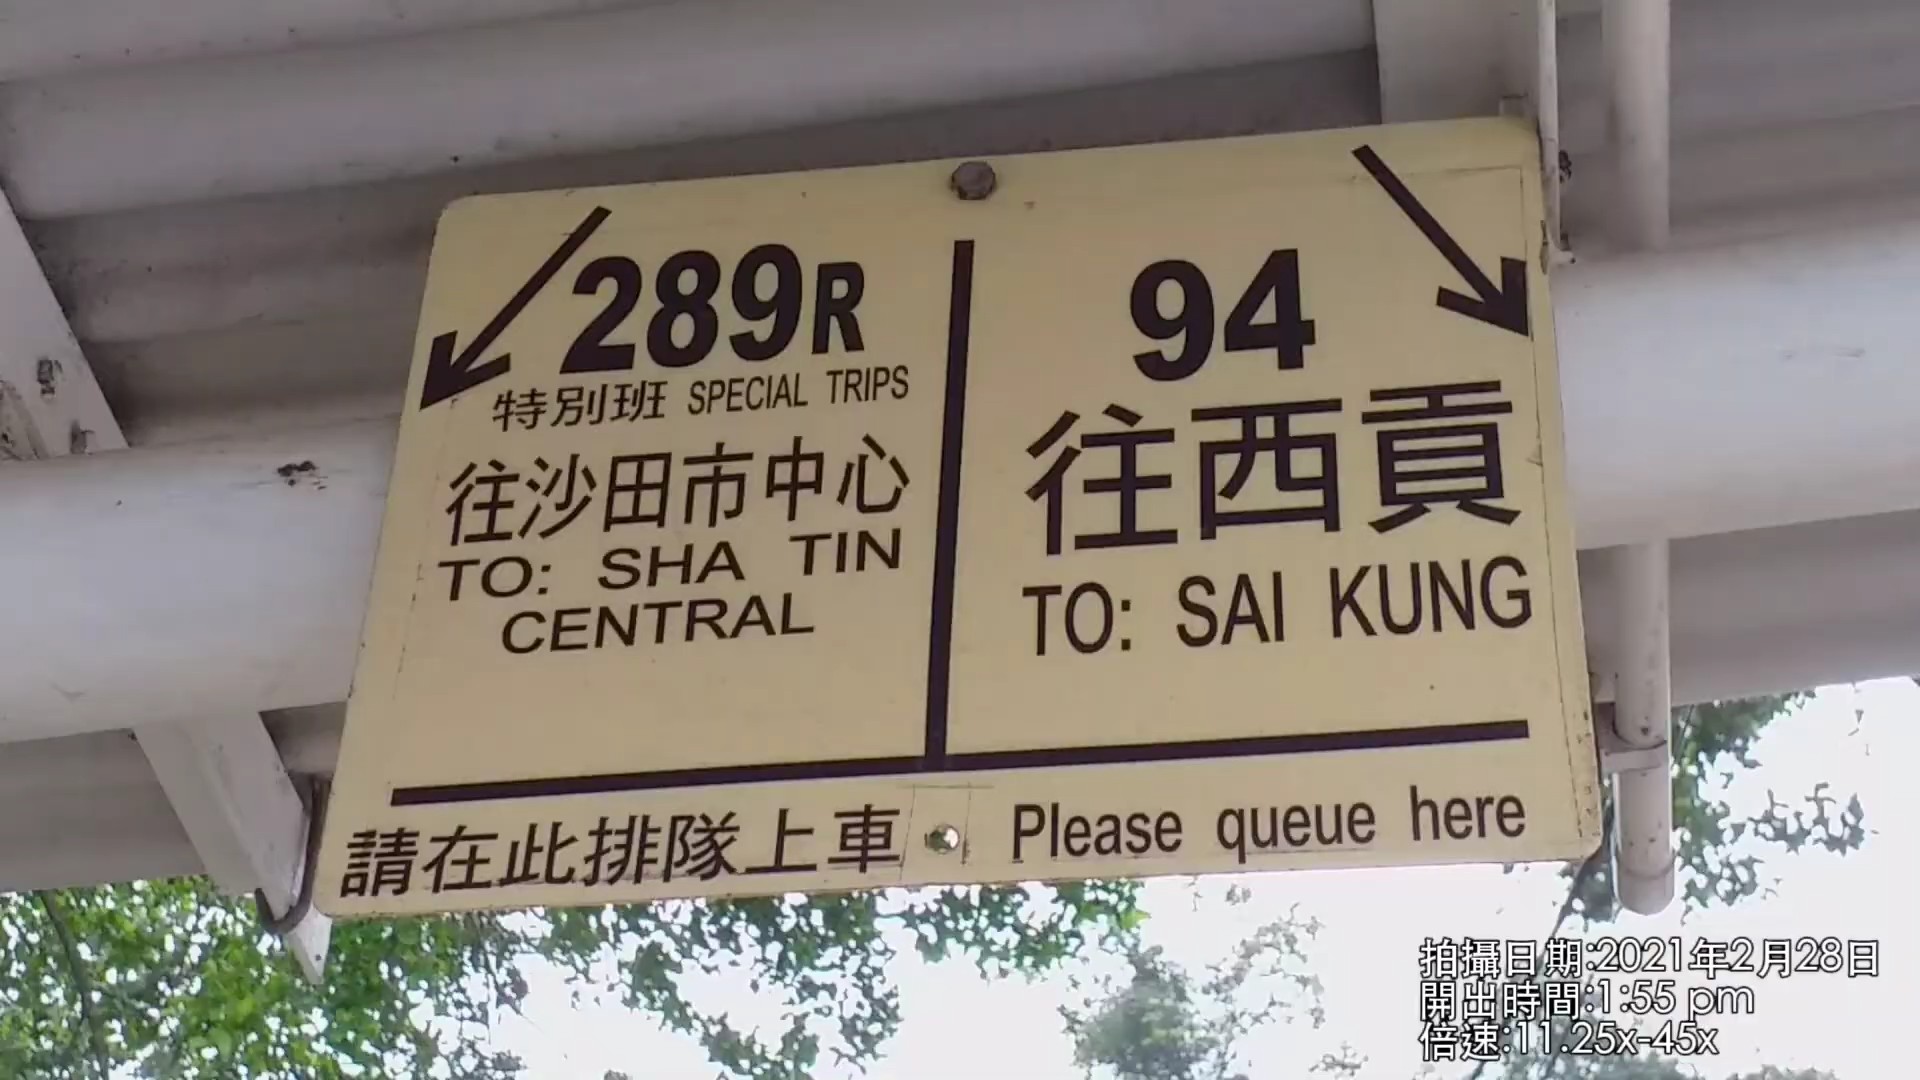 289R
特別班 SPECIAL TRIPS
往沙田市中心
TO: SHA TIN
CENTRAL
94
往西貢
TO: SAI KUNG
請在此排隊上車 Please queue here
拍攝日期:2021年2月28日
開出時間:1:55 pm
倍速:11.25x-45x